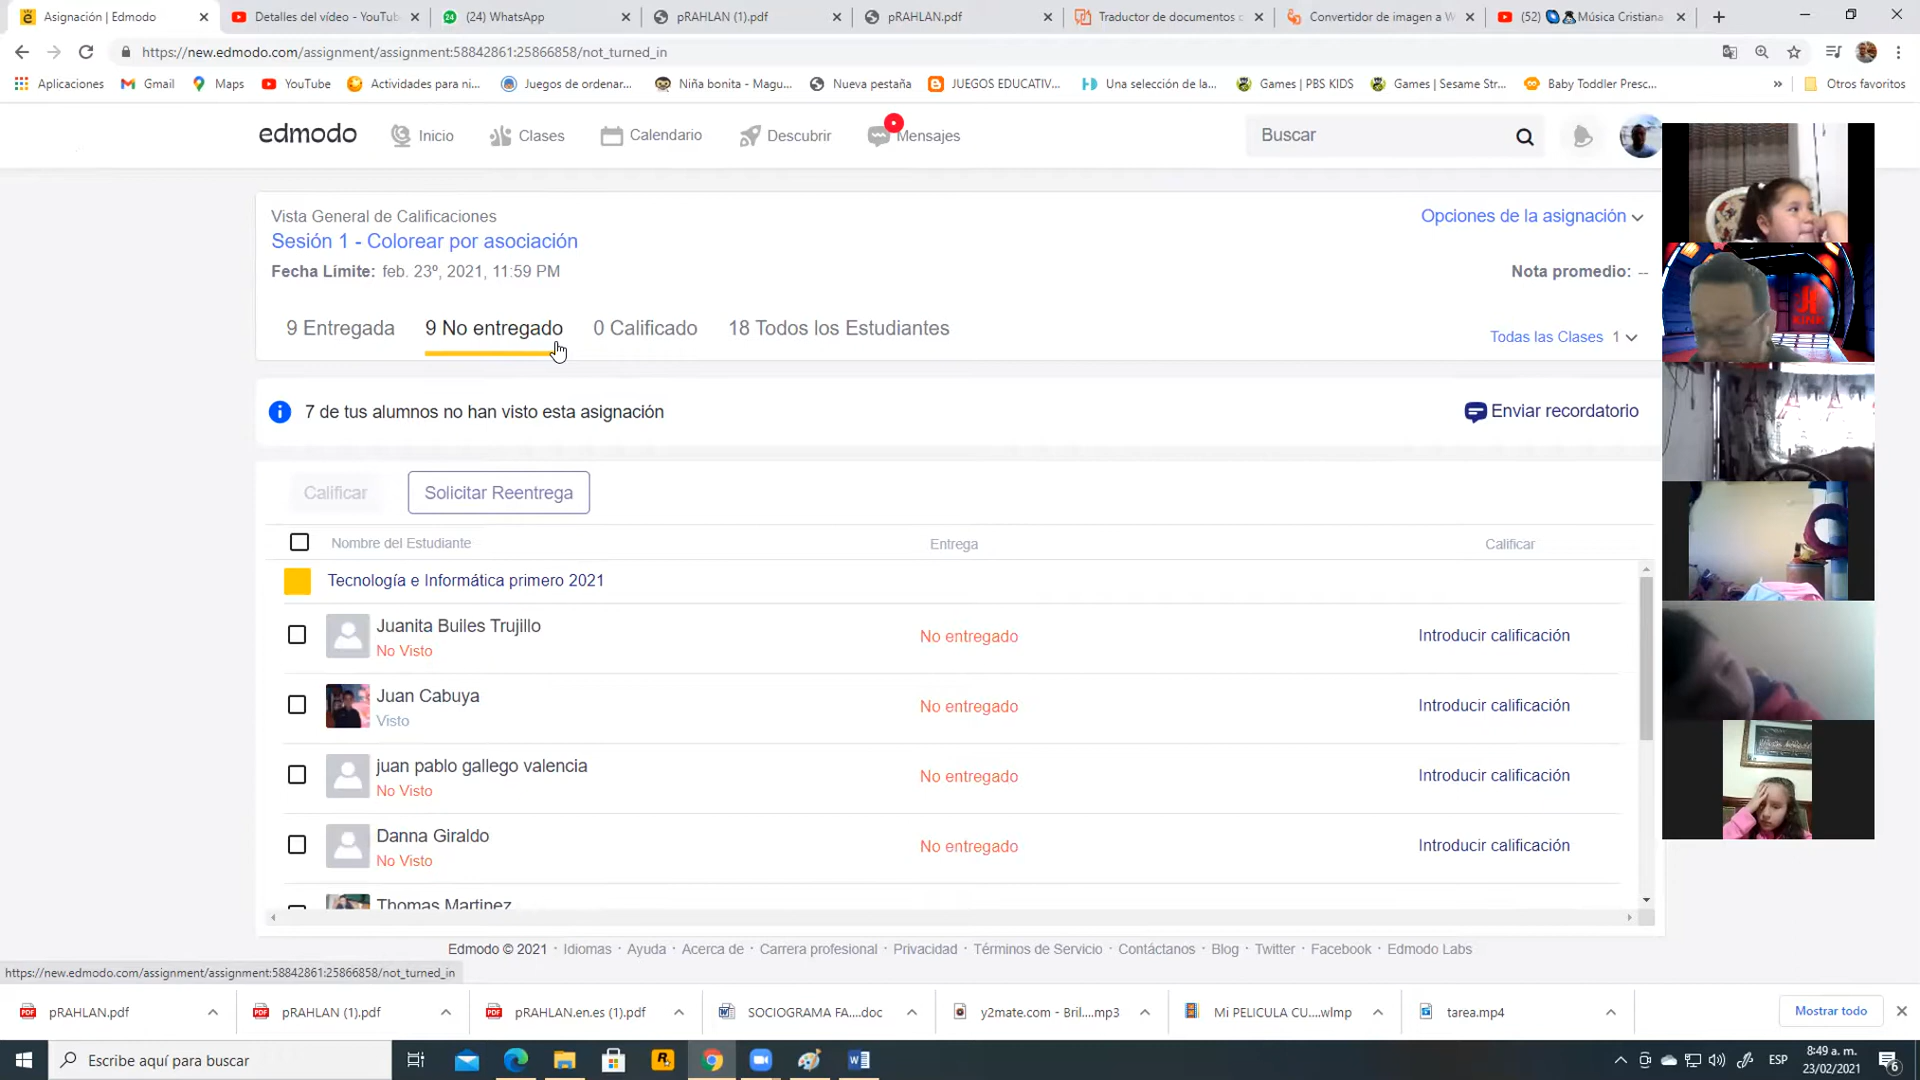 Asignación | Edmodo
Detalles del vídeo - YouTub
(24) WhatsApp
pRAHLAN (1).pdf
pRAHLAN.pdf
Traductor de documentos
Convertidor de imagen a W
(52) Música Cristiana
https://new.edmodo.com/assignment/assignment:58842861:25866858/not_turned_in
Aplicaciones
Gmail
Maps
YouTube
Actividades para ni...
Juegos de ordenar...
Niña bonita - Magu...
Nueva pestaña
JUEGOS EDUCATIV...
Una selección de la...
Games | PBS KIDS
Games | Sesame Str...
Baby Toddler Presc...
»
Otros favoritos
edmodo
Inicio
Clases
Calendario
Descubrir
Mensajes
Buscar
Vista General de Calificaciones
Opciones de la asignación
Sesión 1 - Colorear por asociación
Fecha Límite: feb. 23º, 2021, 11:59 PM
Nota promedio: --
9 Entregada
9 No entregado
0 Calificado
18 Todos los Estudiantes
Todas las Clases 1
7 de tus alumnos no han visto esta asignación
Enviar recordatorio
Calificar
Solicitar Reentrega
Nombre del Estudiante
Entrega
Calificar
Tecnología e Informática primero 2021
Juanita Builes Trujillo
No Visto
No entregado
Introducir calificación
Juan Cabuya
Visto
No entregado
Introducir calificación
juan pablo gallego valencia
No Visto
No entregado
Introducir calificación
Danna Giraldo
No Visto
No entregado
Introducir calificación
Thomas Martinez
Edmodo © 2021 · Idiomas · Ayuda · Acerca de · Carrera profesional · Privacidad · Términos de Servicio · Contáctanos · Blog · Twitter · Facebook · Edmodo Labs
https://new.edmodo.com/assignment/assignment:58842861:25866858/not_turned_in
pRAHLAN.pdf
pRAHLAN (1).pdf
pRAHLAN.en.es (1).pdf
SOCIOGRAMA FA....doc
y2mate.com - Bril....mp3
Mi PELICULA CU....wlmp
tarea.mp4
Mostrar todo
Escribe aquí para buscar
ESP
8:49 a. m.
23/02/2021
6